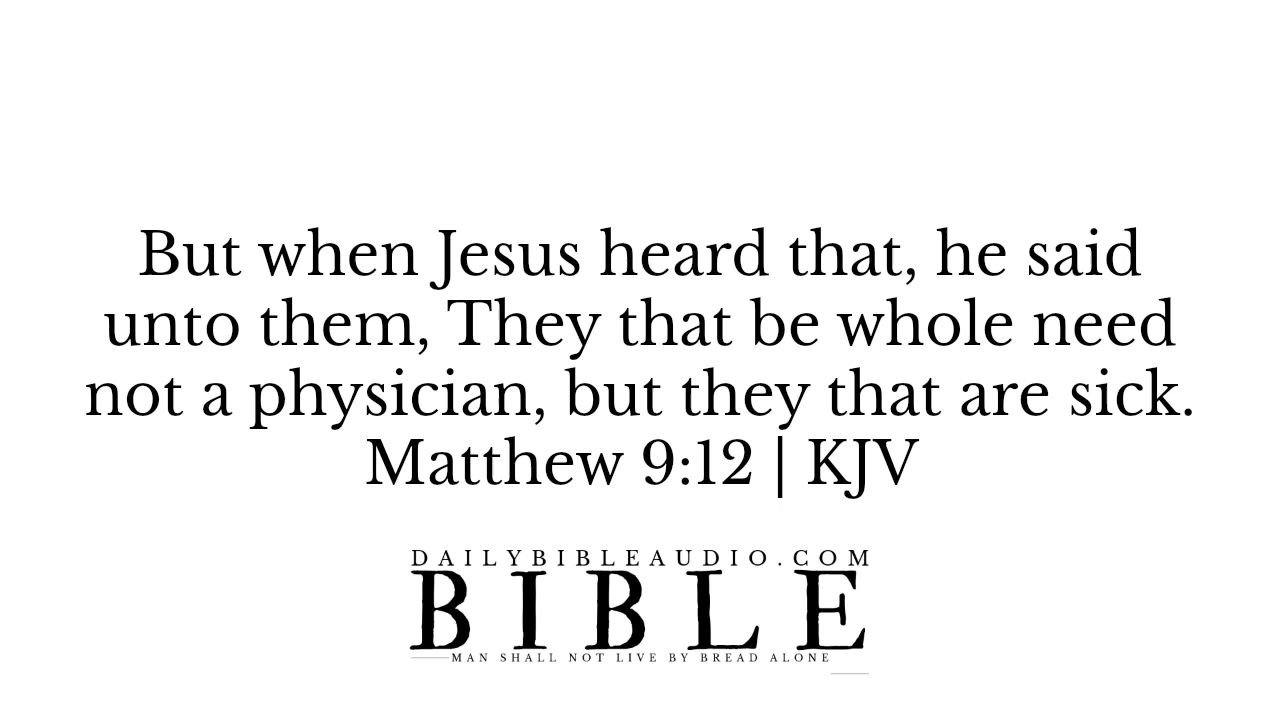 But when Jesus heard that, he said
unto them, They that be whole need
not a physician, but they that are sick.
Matthew 9:12 | KJV
DAILYBIBLEAUDIO.COM
BIBLE
MAN SHALL NOT LIVE BY BREAD ALONE